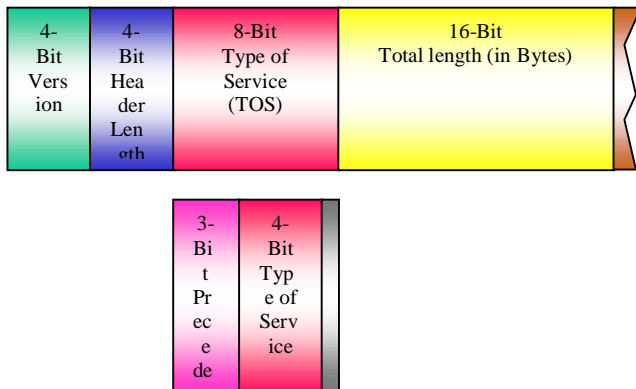 4-
Bit
Vers
ion
4-
Bit
Hea
der
Len
gth
8-Bit
Type of
Service
(TOS)
16-Bit
Total length (in Bytes)
3-
Bi
t
Pr
ec
e
de
4-
Bit
Typ
e of
Serv
ice